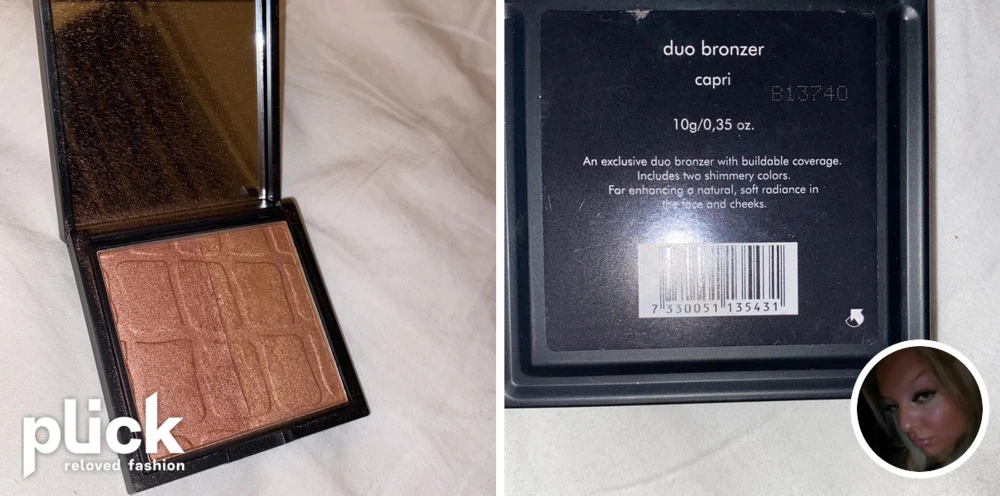 plick
reloved fashion
duo bronzer
capri
B13740
10g/0,35 oz.
An exclusive duo bronzer with buildable coverage.
Includes two shimmery colors.
For enhancing a natural, soft radiance in
the face and cheeks.
7 330051 135431